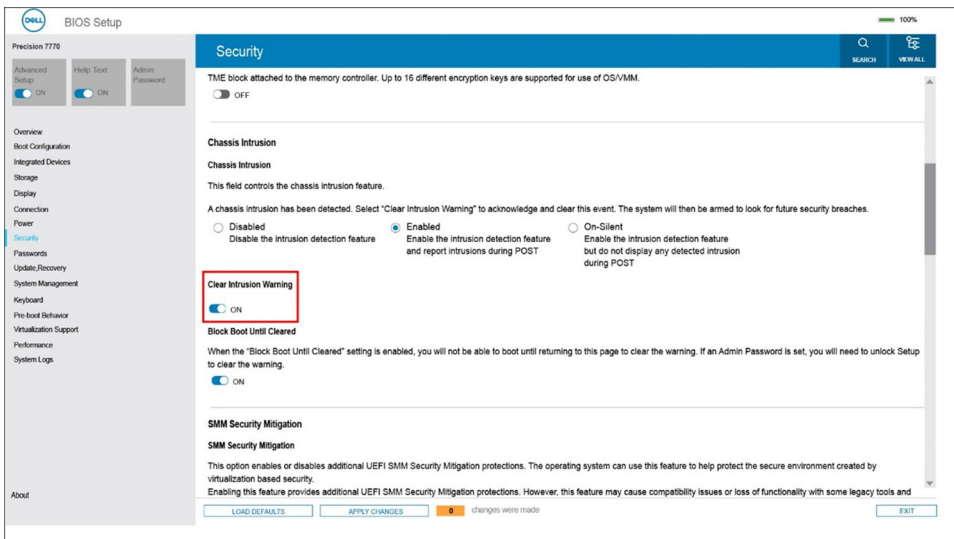 DELL
BIOS Setup
100%
Precision 7770
Advanced
Setup
ON
Help Text
ON
Admin
Password
Security
SEARCH
VIEW ALL
Overview
Boot Configuration
Integrated Devices
Storage
Display
Connection
Power
Security
Passwords
Update,Recovery
System Management
Keyboard
Pre-boot Behavior
Virtualization Support
Performance
System Logs
About
TME block attached to the memory controller. Up to 16 different encryption keys are supported for use of OS/VMM.
OFF
Chassis Intrusion
Chassis Intrusion
This field controls the chassis intrusion feature.
A chassis intrusion has been detected. Select "Clear Intrusion Warning" to acknowledge and clear this event. The system will then be armed to look for future security breaches.
Disabled
Disable the intrusion detection feature
Enabled
Enable the intrusion detection feature
and report intrusions during POST
On-Silent
Enable the intrusion detection feature
but do not display any detected intrusion
during POST
Clear Intrusion Warning
ON
Block Boot Until Cleared
When the "Block Boot Until Cleared" setting is enabled, you will not be able to boot until returning to this page to clear the warning. If an Admin Password is set, you will need to unlock Setup
to clear the warning.
ON
SMM Security Mitigation
SMM Security Mitigation
This option enables or disables additional UEFI SMM Security Mitigation protections. The operating system can use this feature to help protect the secure environment created by
virtualization based security.
Enabling this feature provides additional UEFI SMM Security Mitigation protections. However, this feature may cause compatibility issues or loss of functionality with some legacy tools and
LOAD DEFAULTS
APPLY CHANGES
0 changes were made
EXIT